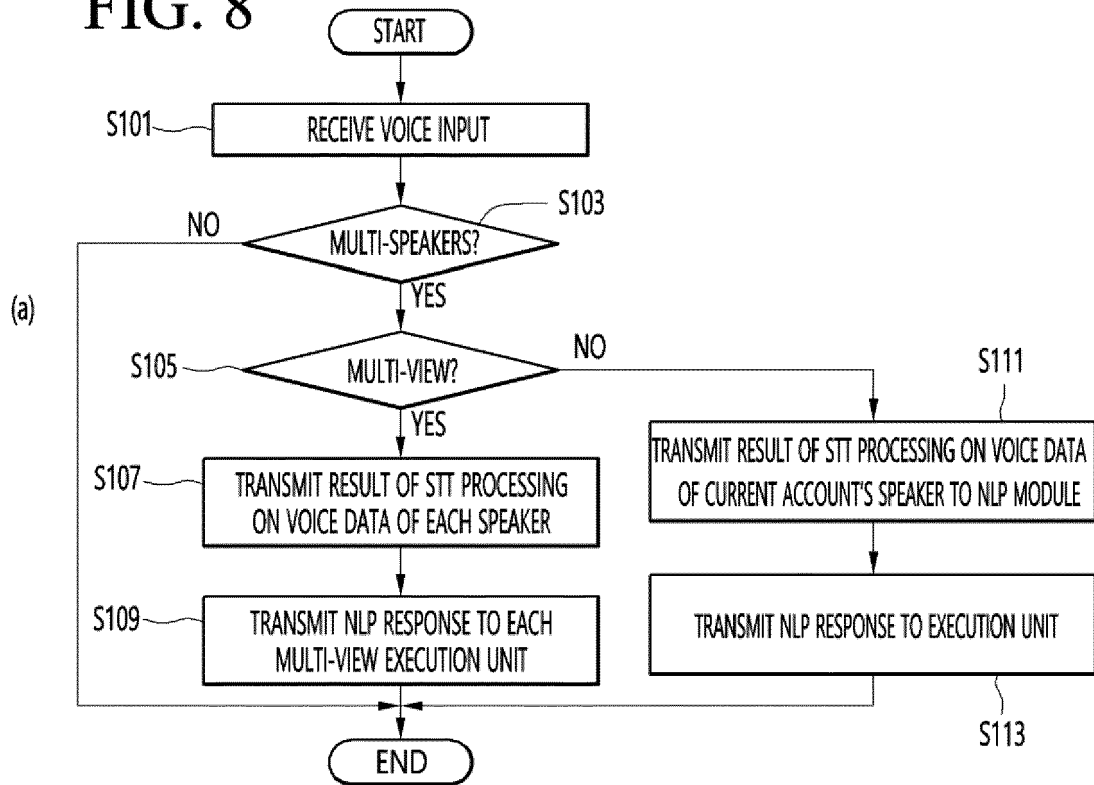 FIG. 8
START
S101
RECEIVE VOICE INPUT
S103
NO
MULTI-SPEAKERS?
(a)
YES
S105
MULTI-VIEW?
NO
YES
S111
S107
TRANSMIT RESULT OF STT PROCESSING
ON VOICE DATA OF EACH SPEAKER
TRANSMIT RESULT OF STT PROCESSING ON VOICE DATA
OF CURRENT ACCOUNT'S SPEAKER TO NLP MODULE
S109
TRANSMIT NLP RESPONSE TO EACH
MULTI-VIEW EXECUTION UNIT
TRANSMIT NLP RESPONSE TO EXECUTION UNIT
S113
END